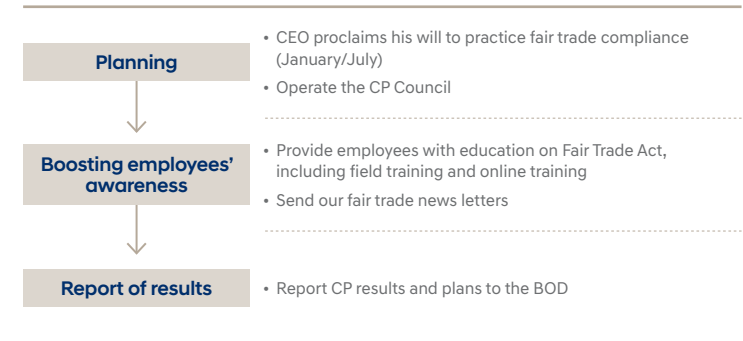 Planning
• CEO proclaims his will to practice fair trade compliance
(January/July)
• Operate the CP Council
Boosting employees’
awareness
• Provide employees with education on Fair Trade Act,
including field training and online training
• Send our fair trade news letters
Report of results
• Report CP results and plans to the BOD